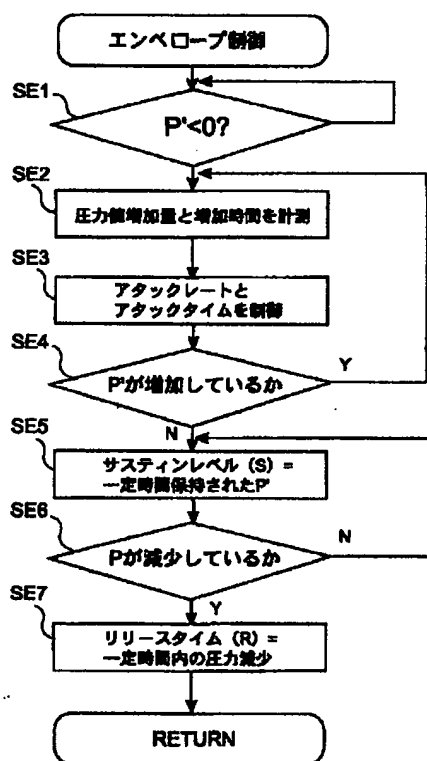 エンベロープ制御
SE1
P'<0?
SE2
圧力値増加量と増加時間を計測
SE3
アタックレートと
アタックタイムを制御
SE4
P'が増加しているか
Y
N
SE5
サスティンレベル（S）＝
一定時間保持されたP'
SE6
Pが減少しているか
N
Y
SE7
リリースタイム（R）＝
一定時間内の圧力減少
RETURN